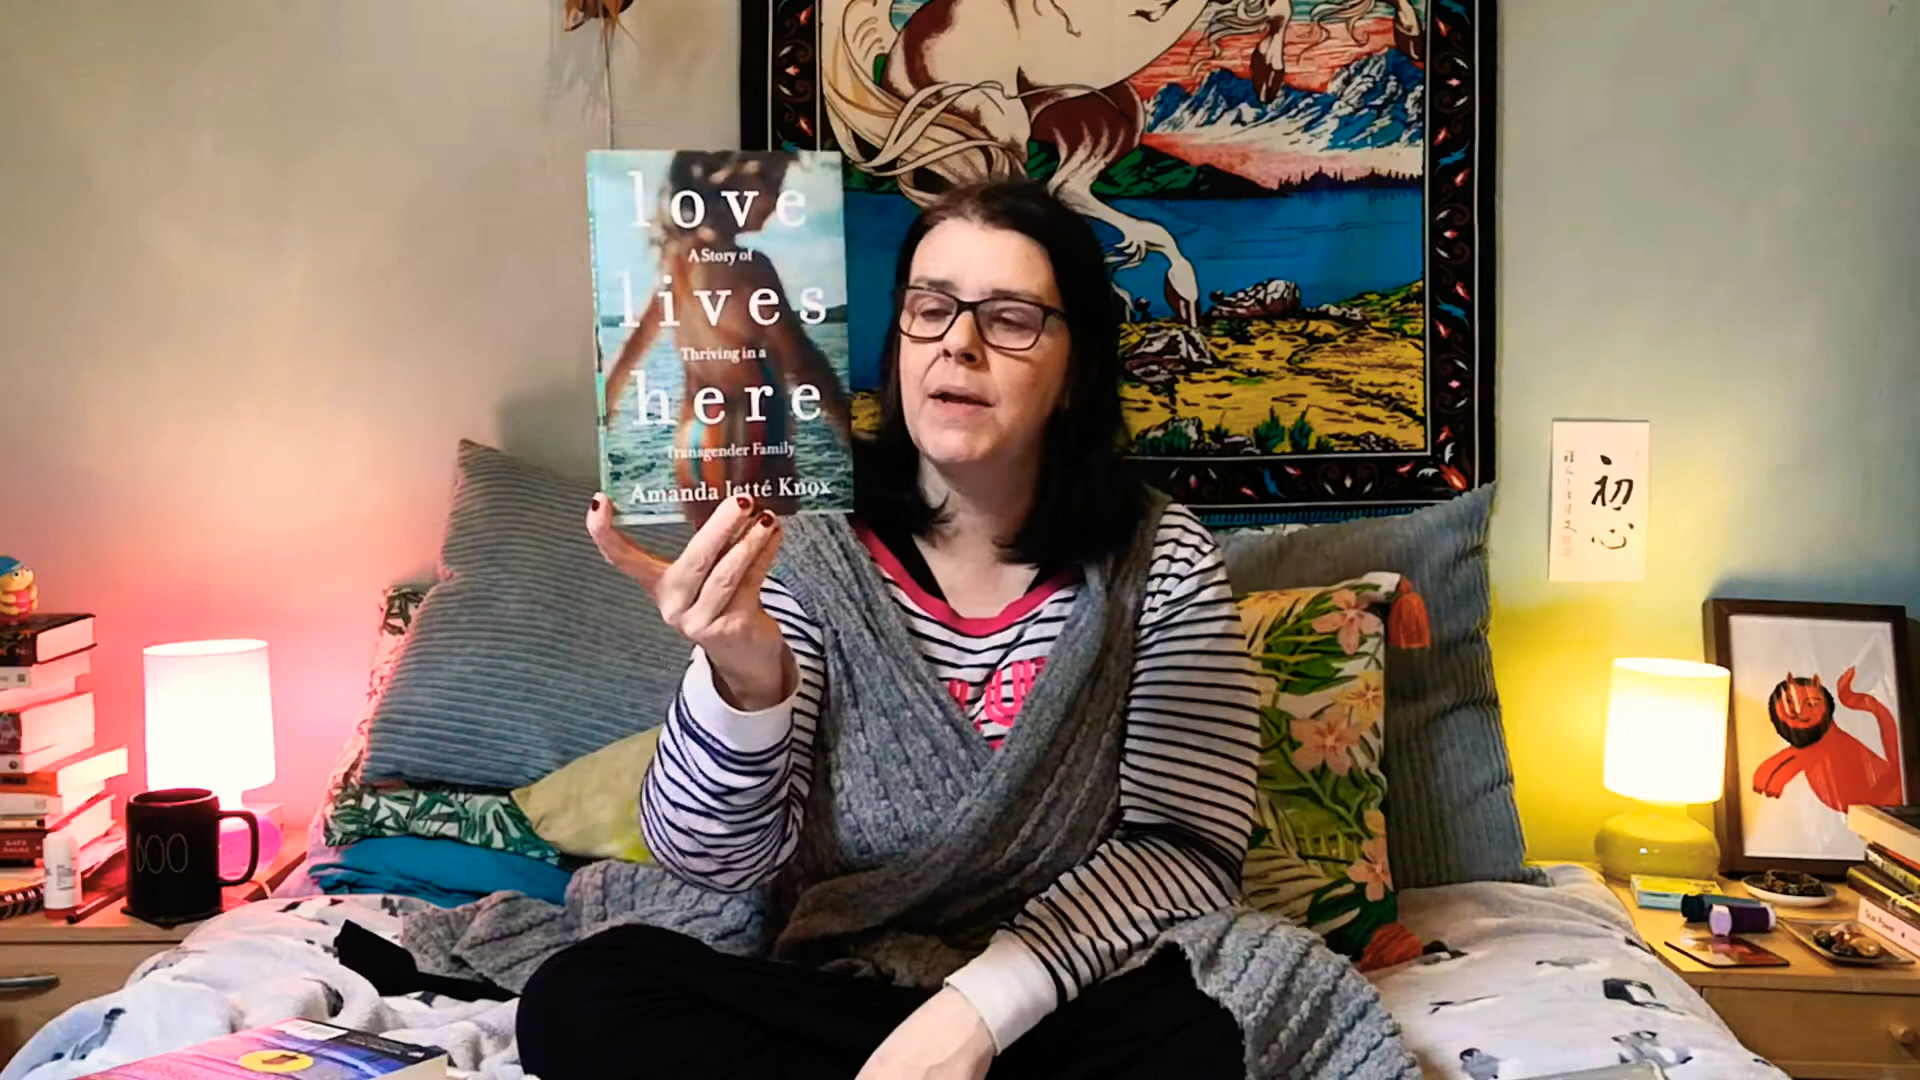 love
A Story of
lives
Thriving in a
here
Transgender Family
Amanda Jetté Knox
BOO
初心